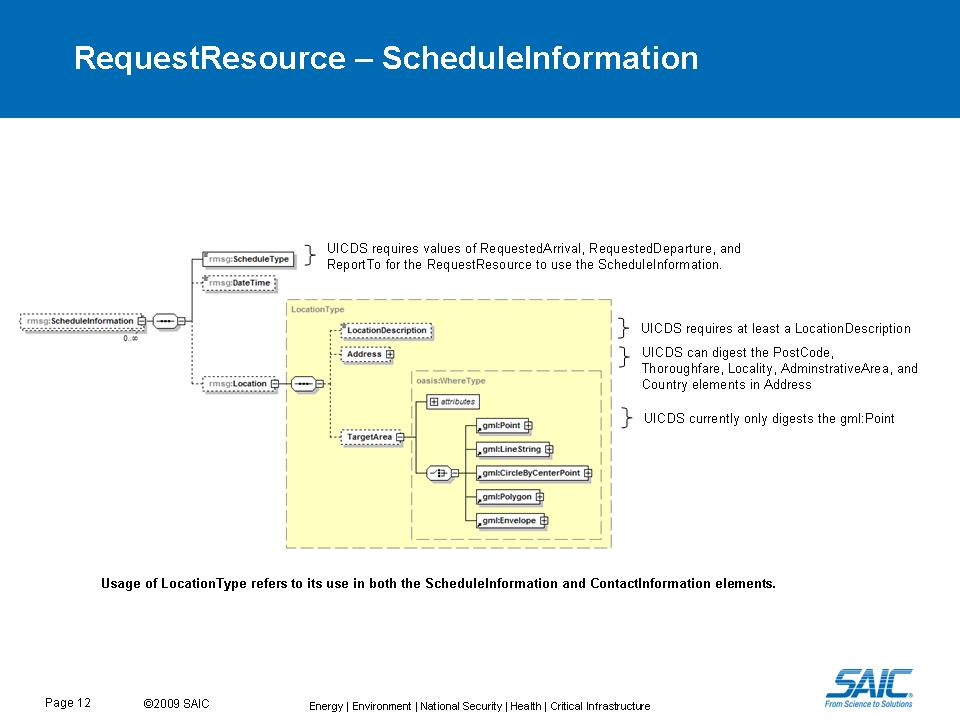 RequestResource – ScheduleInformation
UICDS requires values of RequestedArrival, RequestedDeparture, and
ReportTo for the RequestResource to use the ScheduleInformation.
rmsg:ScheduleType
rmsg:DateTime
LocationType
rmsg:ScheduleInformation
0..∞
LocationDescription
UICDS requires at least a LocationDescription
Address
UICDS can digest the PostCode,
Thoroughfare, Locality, AdminstrativeArea, and
Country elements in Address
rmsg:Location
oasis:WhereType
attributes
UICDS currently only digests the gml:Point
gml:Point
TargetArea
gml:LineString
gml:CircleByCenterPoint
gml:Polygon
gml:Envelope
Usage of LocationType refers to its use in both the ScheduleInformation and ContactInformation elements.
SAIC
From Science to Solutions
Page 12
©2009 SAIC
Energy | Environment | National Security | Health | Critical Infrastructure